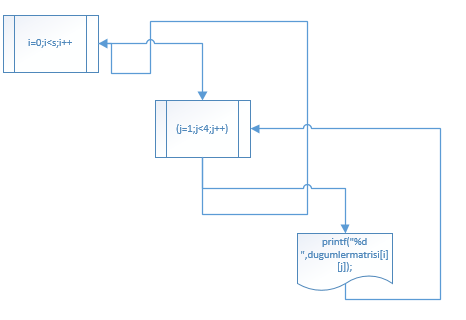 i=0;i<s;i++
(j=1;j<4;j++)
printf("%d
",dugumlermatrisi[i]
[j]);